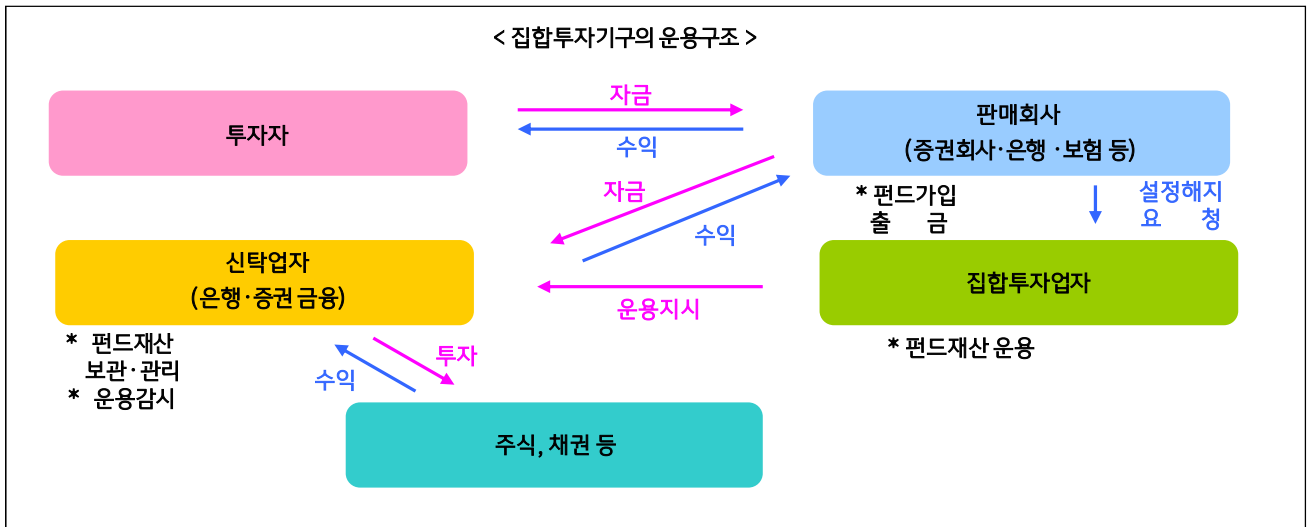 < 집합투자기구의 운용구조 >
투자자
자금
수익
판매회사
(증권회사·은행 ·보험 등)
자금
수익
* 펀드가입
출 금
설정해지
요 청
신탁업자
(은행·증권 금융)
운용지시
집합투자업자
* 펀드재산
보관·관리
* 운용감시
* 펀드재산 운용
투자
수익
주식, 채권 등